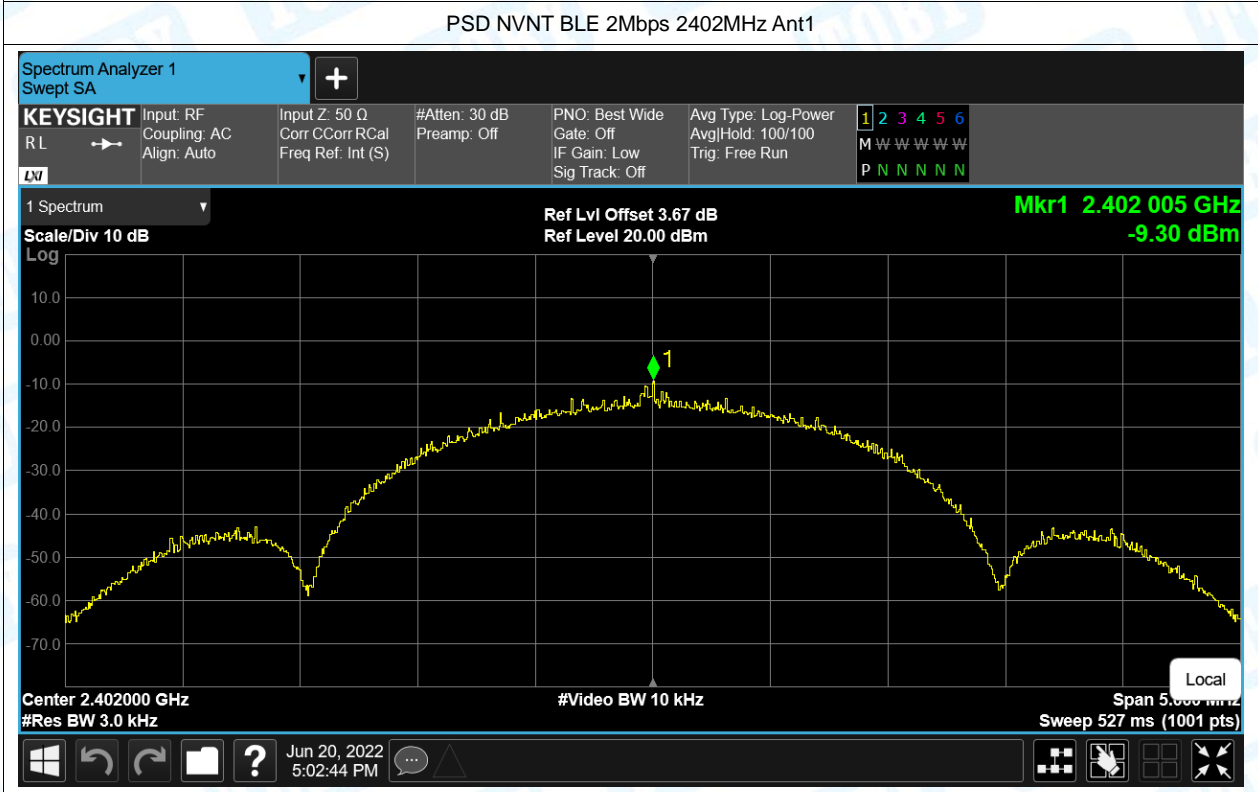 PSD NVNT BLE 2Mbps 2402MHz Ant1
Spectrum Analyzer 1
Swept SA
KEYSIGHT
R L
LXI
Input: RF
Coupling: AC
Align: Auto
Input Z: 50 Ω
Corr CCorr RCal
Freq Ref: Int (S)
#Atten: 30 dB
Preamp: Off
PNO: Best Wide
Gate: Off
IF Gain: Low
Sig Track: Off
Avg Type: Log-Power
Avg|Hold: 100/100
Trig: Free Run
1 2 3 4 5 6
M W W W W W
P N N N N N
1 Spectrum
Scale/Div 10 dB
Ref Lvl Offset 3.67 dB
Ref Level 20.00 dBm
Mkr1 2.402 005 GHz
-9.30 dBm
Log
10.0
0.00
-10.0
-20.0
-30.0
-40.0
-50.0
-60.0
-70.0
1
Center 2.402000 GHz
#Res BW 3.0 kHz
#Video BW 10 kHz
Local
Span 5.000 MHz
Sweep 527 ms (1001 pts)
?
Jun 20, 2022
5:02:44 PM